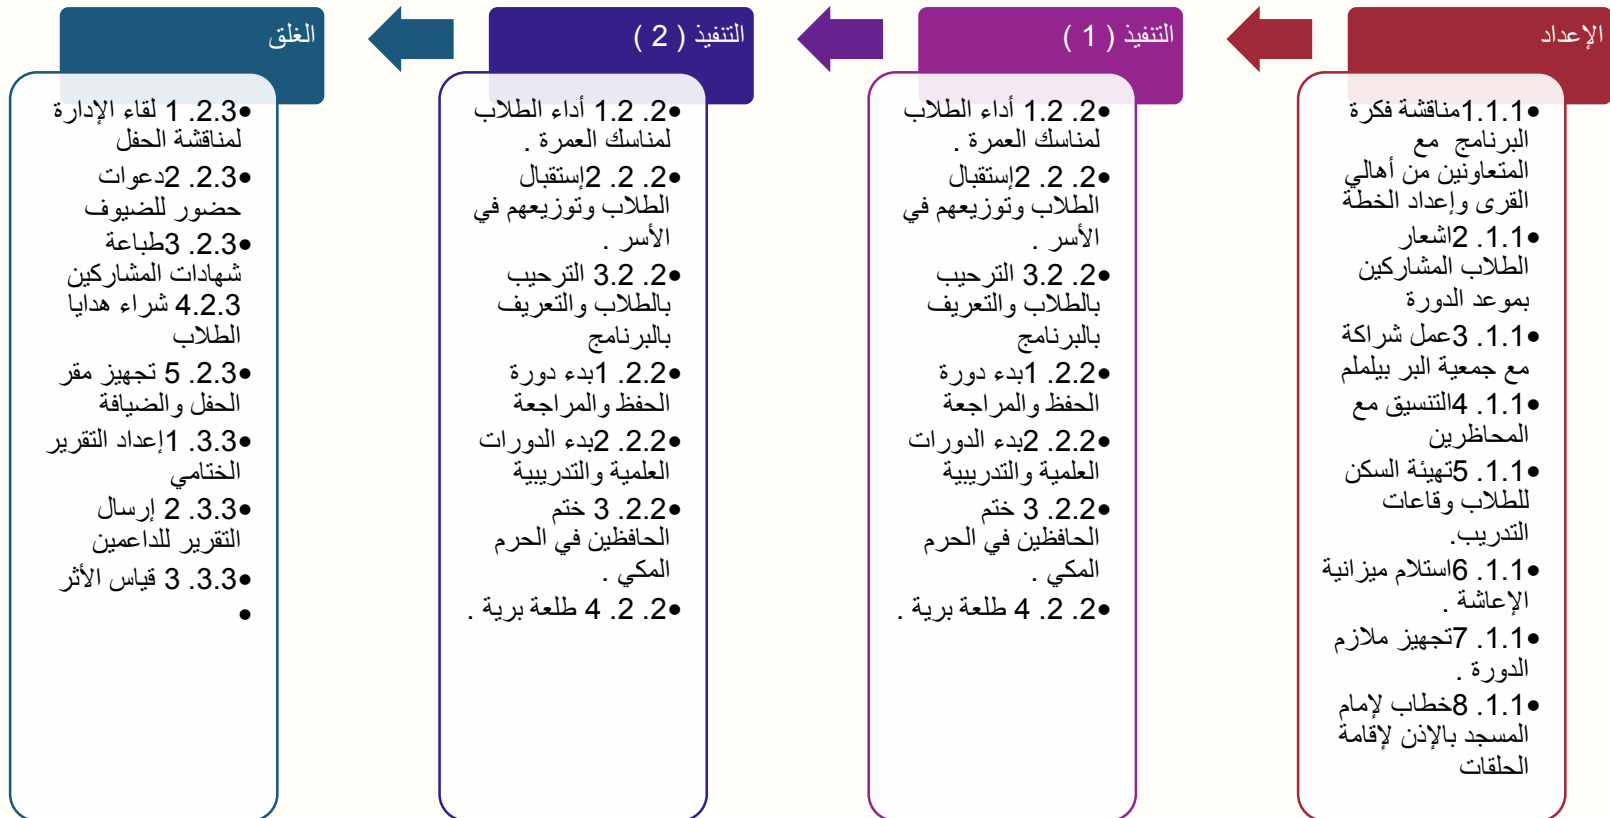 الإعداد
•1.1.1مناقشة فكرة
البرنامج مع
المتعاونين من أهالي
القرى وإعداد الخطة
•1.1. 2اشعار
الطلاب المشاركين
بموعد الدورة
•1.1. 3عمل شراكة
مع جمعية البر بيلملم
•1.1. 4التنسيق مع
المحاظرين
•1.1. 5تهيئة السكن
للطلاب وقاعات
التدريب.
•1.1. 6استلام ميزانية
الإعاشة .
•1.1. 7تجهيز ملازم
الدورة .
•1.1. 8خطاب لإمام
المسجد بالإذن لإقامة
الحلقات
التنفيذ ( 1 )
•2. 1.2 أداء الطلاب
لمناسك العمرة .
•2. 2. 2إستقبال
الطلاب وتوزيعهم في
الأسر .
•2. 3.2 الترحيب
بالطلاب والتعريف
بالبرنامج
•2.2. 1بدء دورة
الحفظ والمراجعة
•2.2. 2بدء الدورات
العلمية والتدريبية
•2.2. 3 ختم
الحافظين في الحرم
المكي .
•2. 2. 4 طلعة برية .
التنفيذ ( 2 )
•2. 1.2 أداء الطلاب
لمناسك العمرة .
•2. 2. 2إستقبال
الطلاب وتوزيعهم في
الأسر .
•2. 3.2 الترحيب
بالطلاب والتعريف
بالبرنامج
•2.2. 1بدء دورة
الحفظ والمراجعة
•2.2. 2بدء الدورات
العلمية والتدريبية
•2.2. 3 ختم
الحافظين في الحرم
المكي .
•2. 2. 4 طلعة برية .
الغلق
•2.3. 1 لقاء الإدارة
لمناقشة الحفل
•2.3. 2دعوات
حضور للضيوف
•2.3. 3طباعة
شهادات المشاركين
4.2.3 شراء هدايا
الطلاب
•2.3. 5 تجهيز مقر
الحفل والضيافة
•3.3. 1إعداد التقرير
الختامي
•3.3. 2 إرسال
التقرير للداعمين
•3.3. 3 قياس الأثر
•